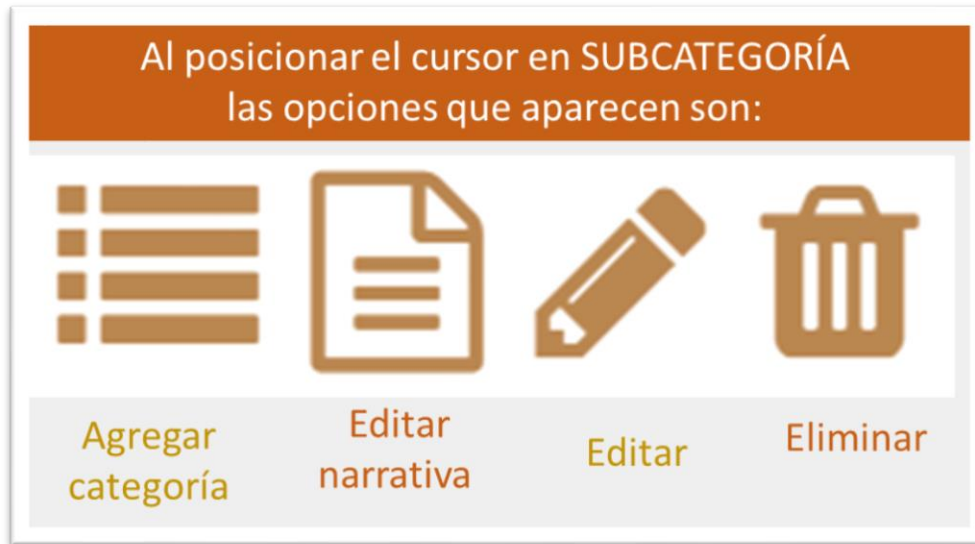 Al posicionar el cursor en SUBCATEGORÍA
las opciones que aparecen son:
Agregar
categoría
Editar
narrativa
Editar
Eliminar